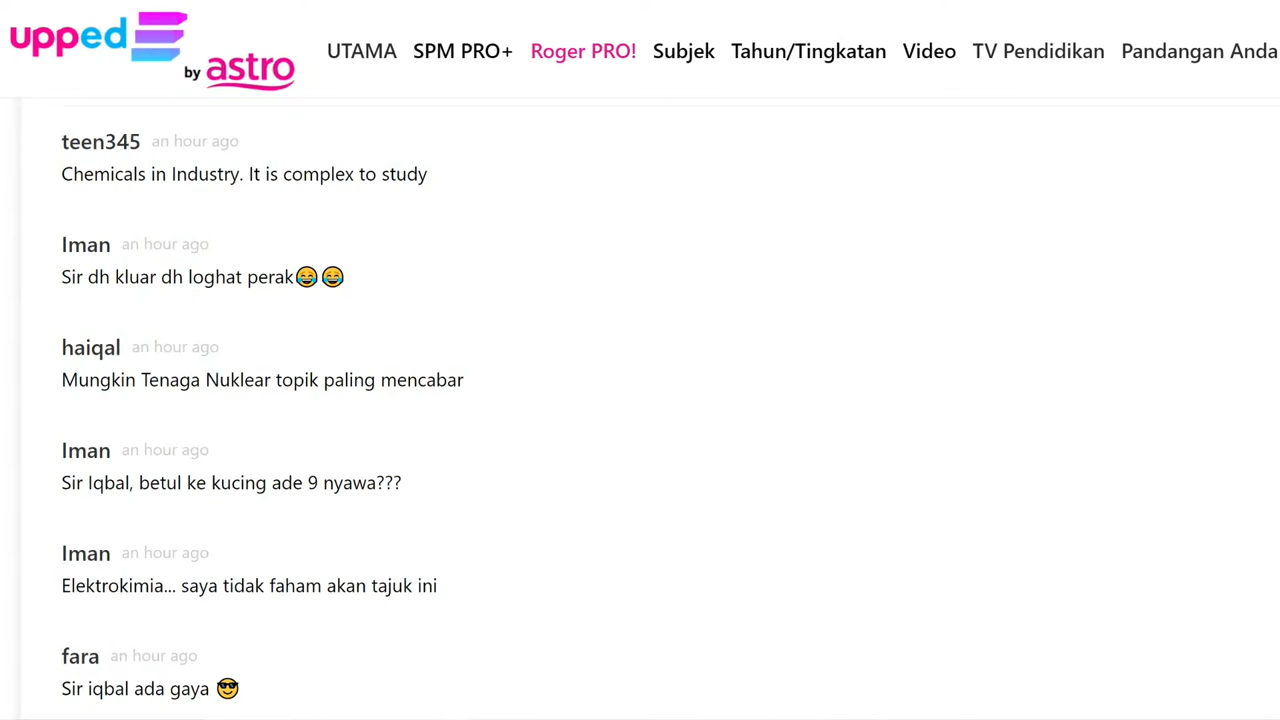 upped
by astro
UTAMA SPM PRO+ Roger PRO! Subjek Tahun/Tingkatan Video TV Pendidikan Pandangan Anda
teen345 an hour ago
Chemicals in Industry. It is complex to study
Iman an hour ago
Sir dh kluar dh loghat perak😂😂
haiqal an hour ago
Mungkin Tenaga Nuklear topik paling mencabar
Iman an hour ago
Sir Iqbal, betul ke kucing ade 9 nyawa???
Iman an hour ago
Elektrokimia... saya tidak faham akan tajuk ini
fara an hour ago
Sir iqbal ada gaya 😎